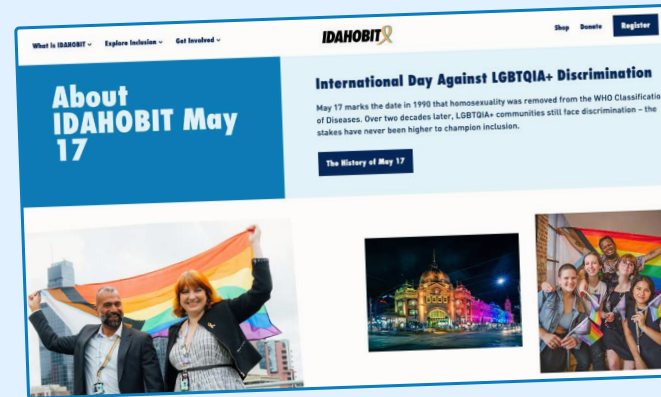 What is IDAHOBIT Explore Inclusion Get Involved IDAHOBIT Shop Donate Register
About
IDAHOBIT May
17
International Day Against LGBTQIA+ Discrimination
May 17 marks the date in 1990 that homosexuality was removed from the WHO Classificatio
of Diseases. Over two decades later, LGBTQIA+ communities still face discrimination – the
stakes have never been higher to champion inclusion.
The History of May 17